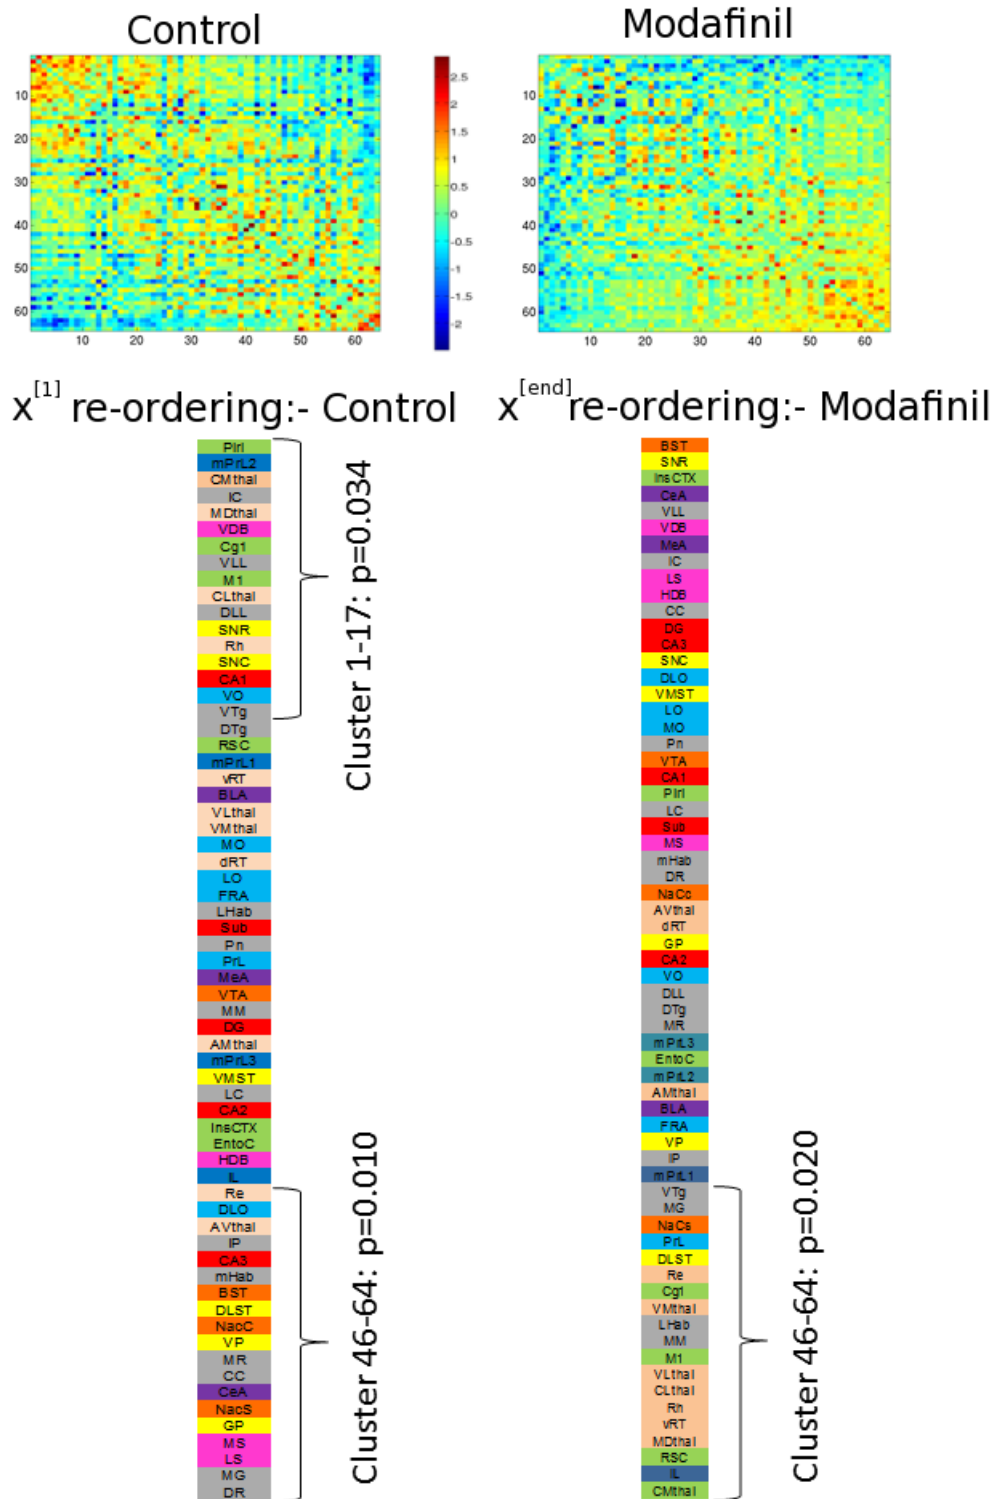 Control
Modafinil
10
20
30
40
50
60
10 20 30 40 50 60
2.5
2
1.5
1
0.5
0
-0.5
-1
-1.5
-2
10
20
30
40
50
60
10 20 30 40 50 60
x[1] re-ordering:- Control
x[end] re-ordering:- Modafinil
Piri
mPrL2
CMthal
IC
MDthal
VDB
Cg1
VLL
M1
CLthal
DLL
SNR
Rh
SNC
CA1
VO
VTg
DTg
RSC
mPrL1
vRT
BLA
VLthal
VMthal
MO
dRT
LO
FRA
LHab
Sub
Pn
PrL
MeA
VTA
MM
DG
AMthal
mPrL3
VMST
LC
CA2
InsCTX
EntoC
HDB
IL
Re
DLO
AVthal
IP
CA3
mHab
BST
DLST
NacC
VP
MR
CC
CeA
NacS
GP
MS
LS
MG
DR
Cluster 1-17: p=0.034
Cluster 46-64: p=0.010
BST
SNR
InsCTX
CeA
VLL
VDB
MeA
IC
LS
HDB
CC
DG
CA3
SNC
DLO
VMST
LO
MO
Pn
VTA
CA1
Piri
LC
Sub
MS
mHab
DR
NaCc
AVthal
dRT
GP
CA2
VO
DLL
DTg
MR
mPrL3
EntoC
mPrL2
AMthal
BLA
FRA
VP
IP
mPrL1
VTg
MG
NaCs
PrL
DLST
Re
Cg1
VMthal
LHab
MM
M1
VLthal
CLthal
Rh
vRT
MDthal
RSC
IL
CMthal
Cluster 46-64: p=0.020